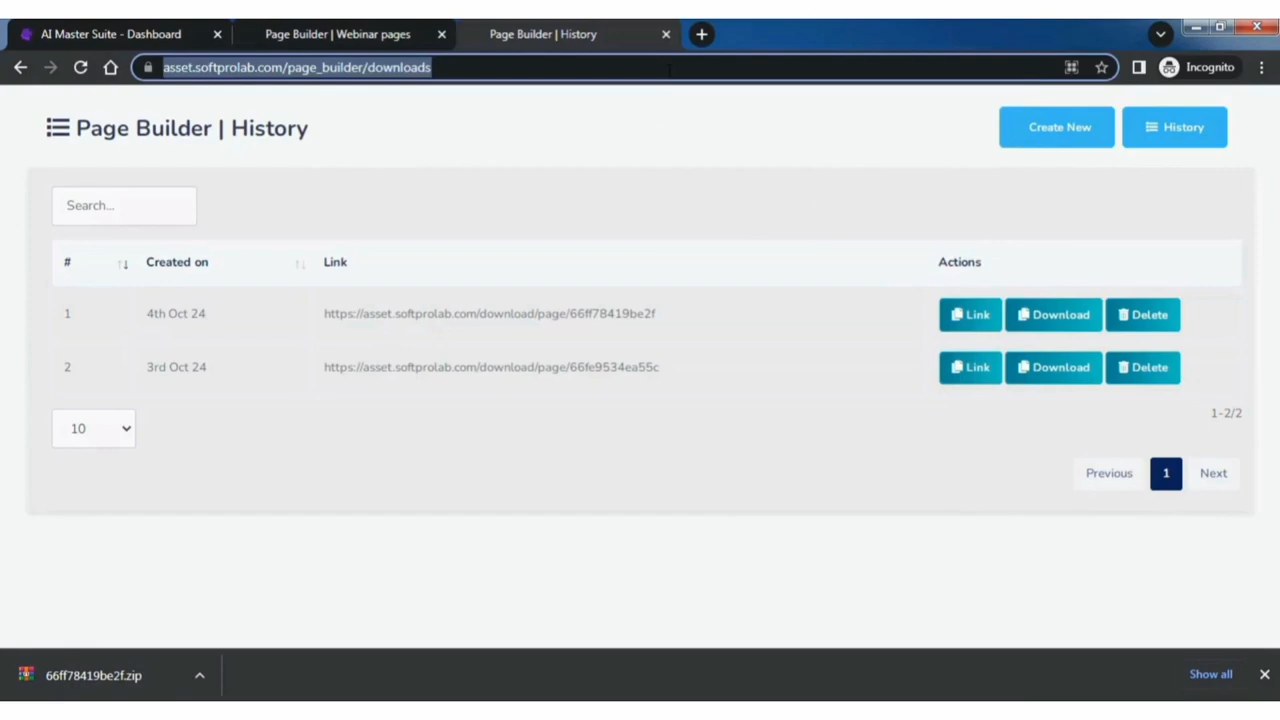 AI Master Suite - Dashboard
Page Builder | Webinar pages
Page Builder | History
asset.softprolab.com/page_builder/downloads
Incognito
Page Builder | History
Create New
History
Search...
# Created on Link Actions
1 4th Oct 24 https://asset.softprolab.com/download/page/66ff78419be2f Link Download Delete
2 3rd Oct 24 https://asset.softprolab.com/download/page/66fe9534ea55c Link Download Delete
1-2/2
10
Previous 1 Next
66ff78419be2f.zip
Show all